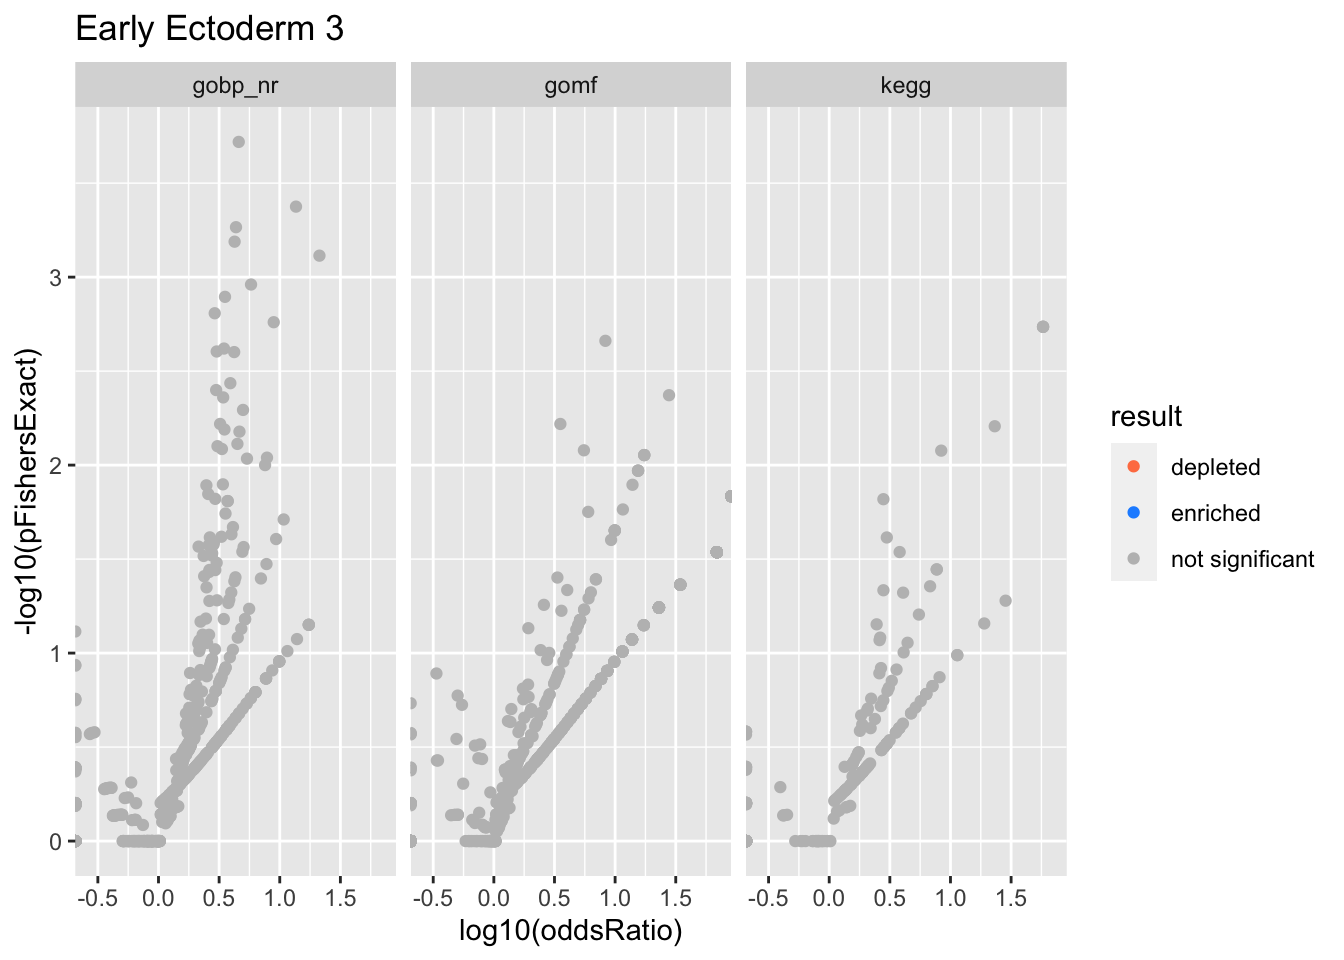 Early Ectoderm 3
gobp_nr
gomf
kegg
-log10(pFishersExact)
3
2
1
0
-0.5 0.0 0.5 1.0 1.5
-0.5 0.0 0.5 1.0 1.5
-0.5 0.0 0.5 1.0 1.5
log10(oddsRatio)
result
depleted
enriched
not significant